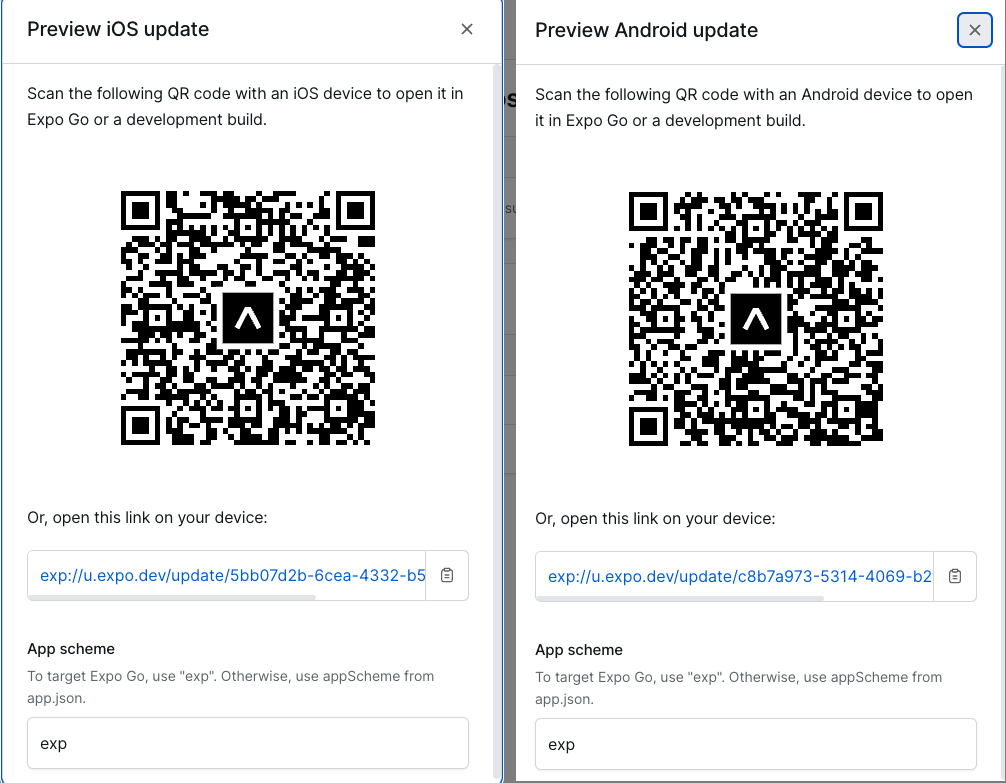 Preview iOS update
Scan the following QR code with an iOS device to open it in
Expo Go or a development build.
Or, open this link on your device:
exp://u.expo.dev/update/5bb07d2b-6cea-4332-b5
App scheme
To target Expo Go, use "exp". Otherwise, use appScheme from
app.json.
exp
Preview Android update
Scan the following QR code with an Android device to open
it in Expo Go or a development build.
Or, open this link on your device:
exp://u.expo.dev/update/c8b7a973-5314-4069-b2
App scheme
To target Expo Go, use "exp". Otherwise, use appScheme from
app.json.
exp